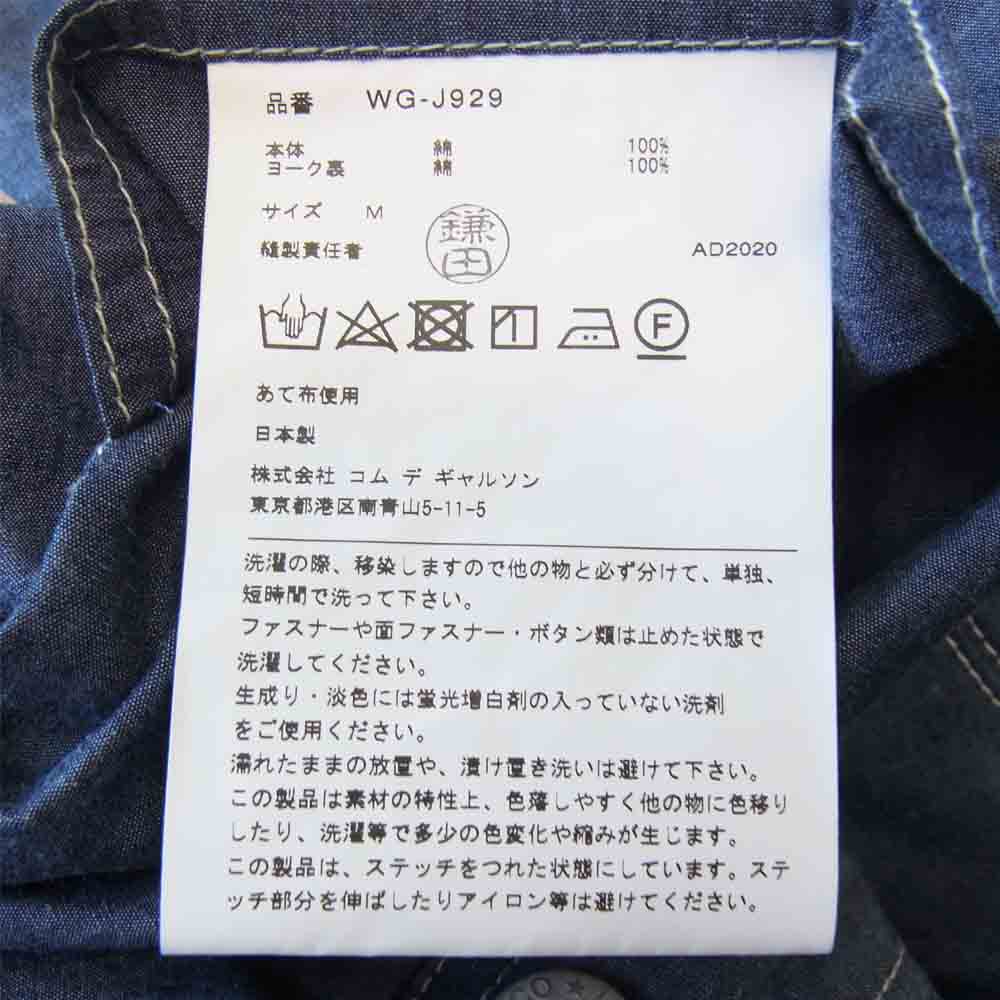 品番 WG-J929
本体 綿 100%
ヨーク裏 綿 100%
サイズ M
縫製責任者 鎌田 AD2020
F
あて布使用
日本製
株式会社 コム デ ギャルソン
東京都港区南青山5-11-5
洗濯の際、移染しますので他の物と必ず分けて、単独、
短時間で洗って下さい。
ファスナーや面ファスナー・ボタン類は止めた状態で
洗濯してください。
生成り・淡色には蛍光増白剤の入っていない洗剤
をご使用ください。
濡れたままの放置や、漬け置き洗いは避けて下さい。
この製品は素材の特性上、色落しやすく他の物に色移り
したり、洗濯等で多少の色変化や縮みが生じます。
この製品は、ステッチをつれた状態にしています。ステ
ッチ部分を伸ばしたりアイロン等は避けてください。